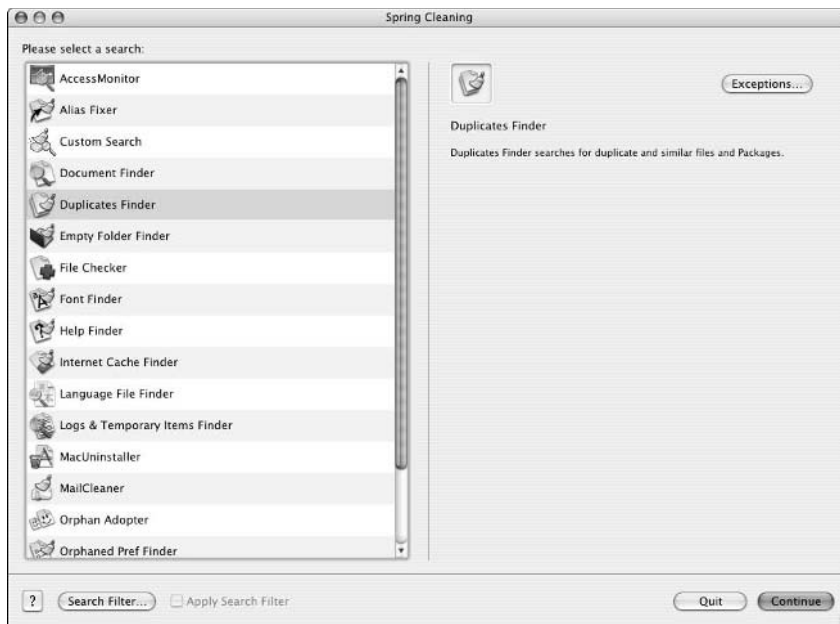 Spring Cleaning
Please select a search:
AccessMonitor
Alias Fixer
Custom Search
Document Finder
Duplicates Finder
Empty Folder Finder
File Checker
Font Finder
Help Finder
Internet Cache Finder
Language File Finder
Logs & Temporary Items Finder
MacUninstaller
MailCleaner
Orphan Adopter
Orphaned Pref Finder
Exceptions...
Duplicates Finder
Duplicates Finder searches for duplicate and similar files and Packages.
? Search Filter... Apply Search Filter Quit Continue